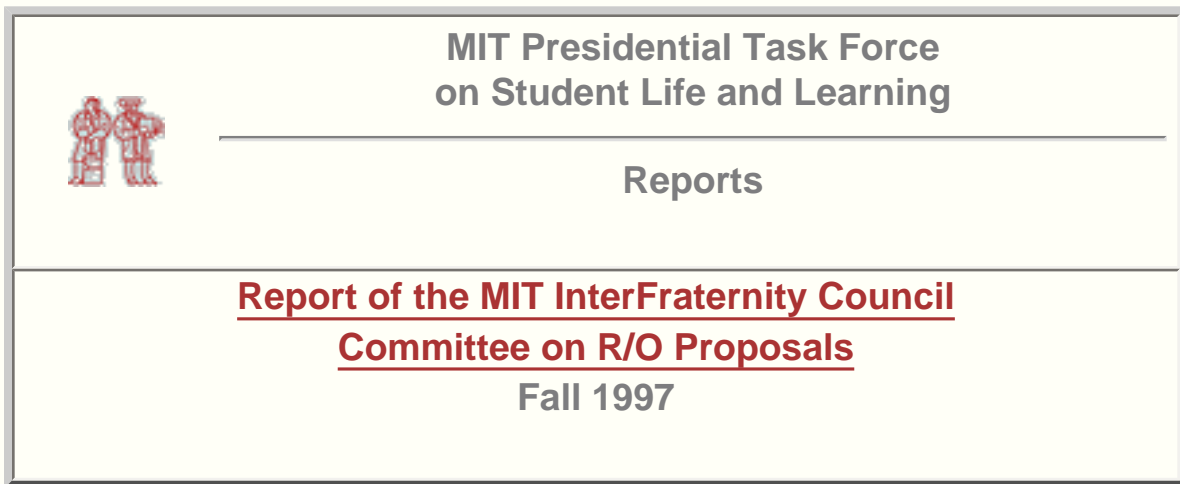 MIT Presidential Task Force
on Student Life and Learning
Reports
Report of the MIT InterFraternity Council
Committee on R/O Proposals
Fall 1997